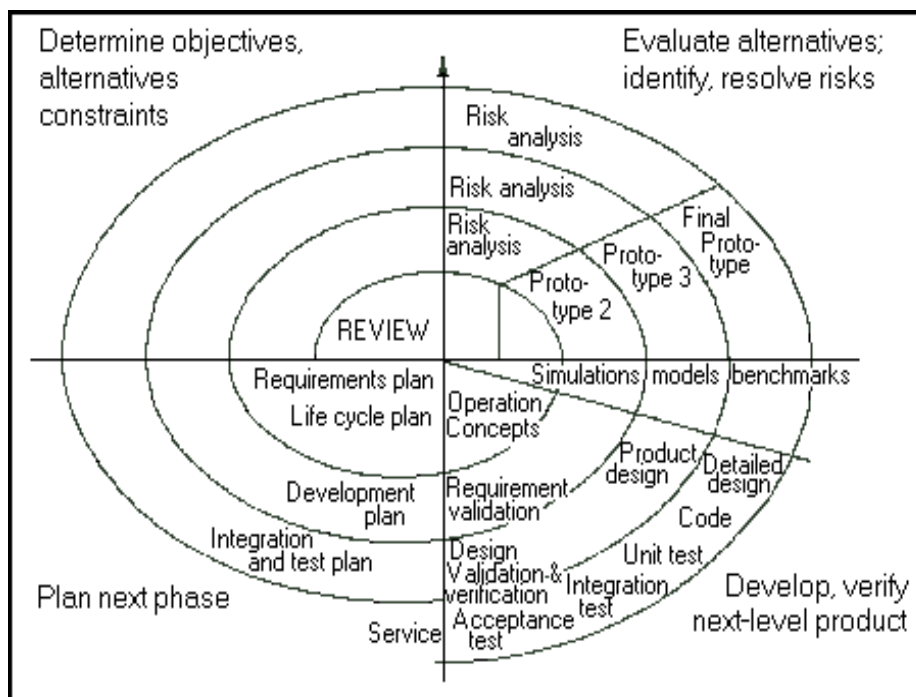 Determine objectives,
alternatives
constraints
Evaluate alternatives;
identify, resolve risks
Risk
analysis
Risk analysis
Risk
analysis
Final
Proto-
type
Proto-
type 3
Proto-
type 2
REVIEW
Requirements plan
Life cycle plan
Simulations models benchmarks
Operation
Concepts
Development
plan
Requirement
validation
Product
design
Detailed
design
Code
Integration
and test plan
Unit test
Design
Validation-&
verification
Integration
test
Acceptance
test
Service
Plan next phase
Develop, verify
next-level product